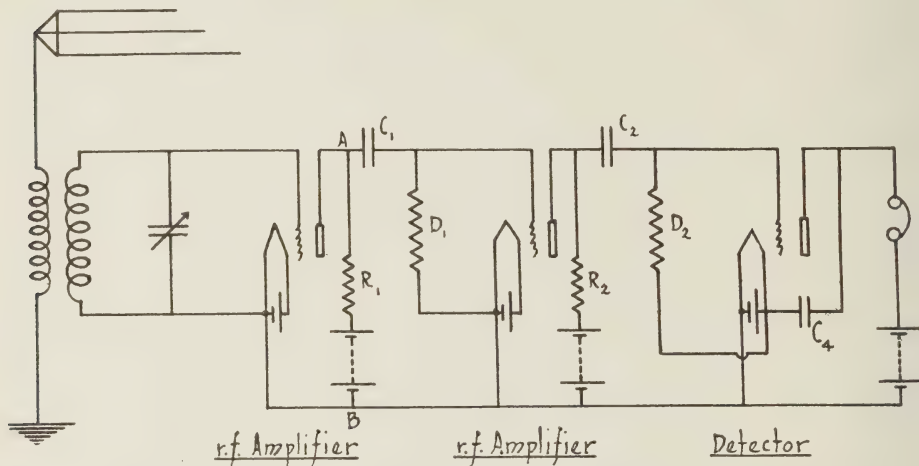 A
C₁
C₂
D₁
D₂
R₁
R₂
C₄
B
r.f. Amplifier
r.f. Amplifier
Detector